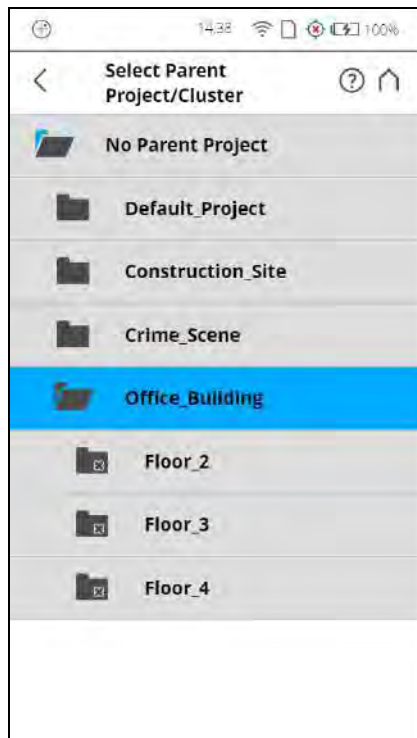 14:38 100%
Select Parent
Project/Cluster
No Parent Project
Default_Project
Construction_Site
Crime_Scene
Office_Building
Floor_2
Floor_3
Floor_4